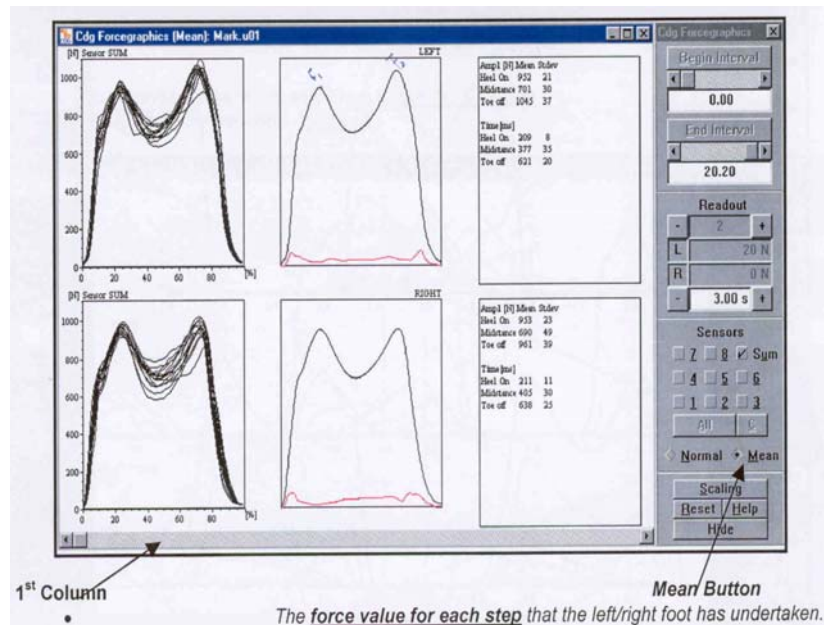 Cdg Forcegraphics (Mean): Mark.u01
[N] Sensor SUM
LEFT
1000
800
600
400
200
0
0 20 40 60 80 [%]
Ampl [N] Mean Stdev
Heel On 952 21
Midstance 701 30
Toe off 1045 37
Time[ms]
Heel On 209 8
Midstance 377 35
Toe off 621 20
[N] Sensor SUM
RIGHT
1000
800
600
400
200
0
0 20 40 60 80 [%]
Ampl [N] Mean Stdev
Heel On 953 23
Midstance 690 49
Toe off 961 39
Time[ms]
Heel On 211 11
Midstance 405 30
Toe off 638 25
Cdg Forcegraphics
Begin Interval
0.00
End Interval
20.20
Readout
- 2 +
L 20 N
R 0 N
- 3.00 s +
Sensors
7 8 Sum
4 5 6
1 2 3
All C
Normal Mean
Scaling
Reset Help
Hide
1st Column
Mean Button
• The force value for each step that the left/right foot has undertaken.